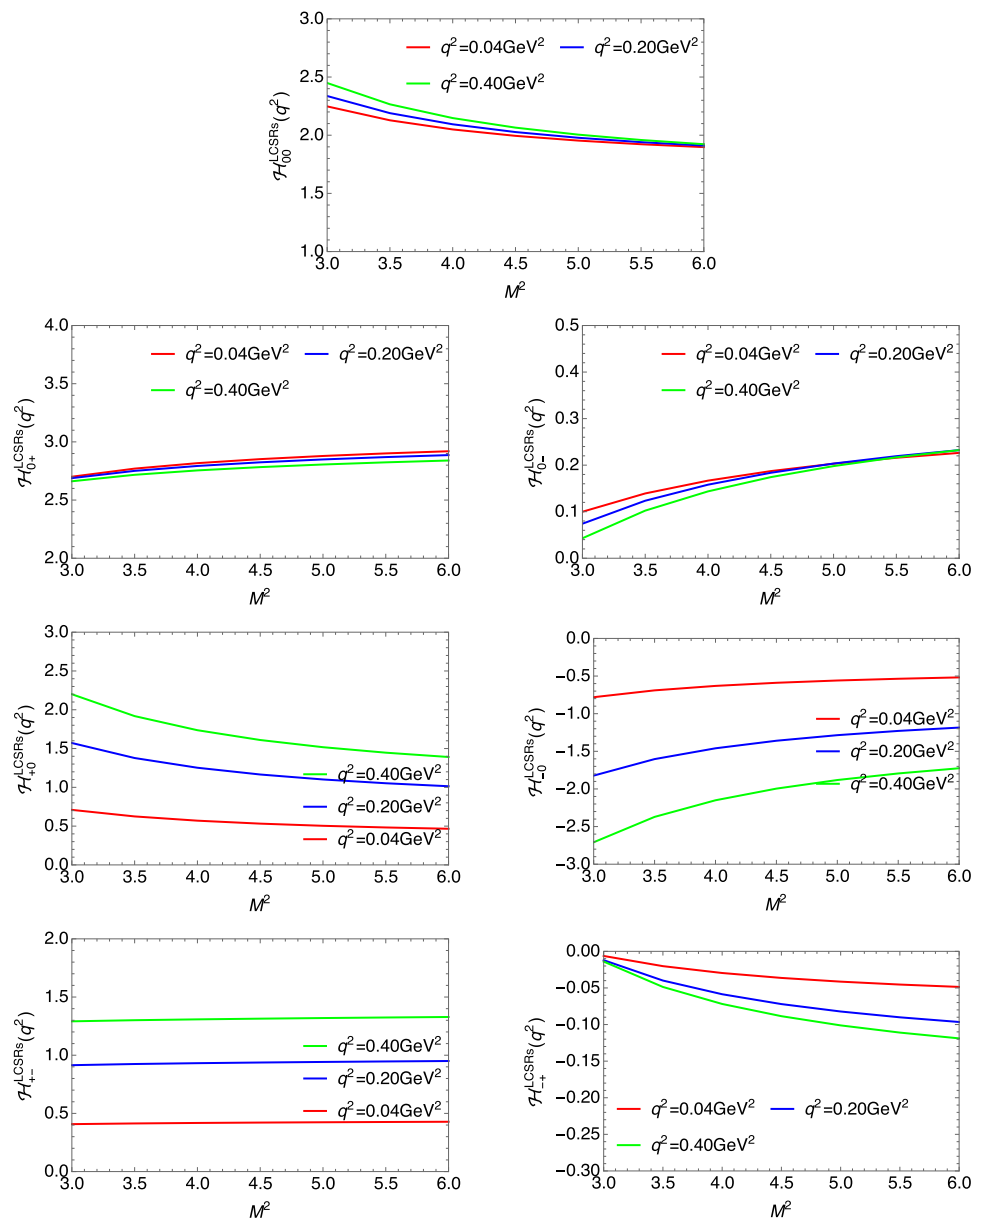 3.0
2.5
2.0
1.5
1.0
ℋ₀₀^LCSRs(q²)
q²=0.04GeV² q²=0.20GeV²
q²=0.40GeV²
3.0 3.5 4.0 4.5 5.0 5.5 6.0
M²
4.0
3.5
3.0
2.5
2.0
ℋ₀₊^LCSRs(q²)
q²=0.04GeV² q²=0.20GeV²
q²=0.40GeV²
3.0 3.5 4.0 4.5 5.0 5.5 6.0
M²
0.5
0.4
0.3
0.2
0.1
0.0
ℋ₀₋^LCSRs(q²)
q²=0.04GeV² q²=0.20GeV²
q²=0.40GeV²
3.0 3.5 4.0 4.5 5.0 5.5 6.0
M²
3.0
2.5
2.0
1.5
1.0
0.5
0.0
ℋ₊₀^LCSRs(q²)
q²=0.40GeV²
q²=0.20GeV²
q²=0.04GeV²
3.0 3.5 4.0 4.5 5.0 5.5 6.0
M²
0.0
−0.5
−1.0
−1.5
−2.0
−2.5
−3.0
ℋ₋₀^LCSRs(q²)
q²=0.04GeV²
q²=0.20GeV²
q²=0.40GeV²
3.0 3.5 4.0 4.5 5.0 5.5 6.0
M²
2.0
1.5
1.0
0.5
0.0
ℋ₊₋^LCSRs(q²)
q²=0.40GeV²
q²=0.20GeV²
q²=0.04GeV²
3.0 3.5 4.0 4.5 5.0 5.5 6.0
M²
0.00
−0.05
−0.10
−0.15
−0.20
−0.25
−0.30
ℋ₋₊^LCSRs(q²)
q²=0.04GeV² q²=0.20GeV²
q²=0.40GeV²
3.0 3.5 4.0 4.5 5.0 5.5 6.0
M²